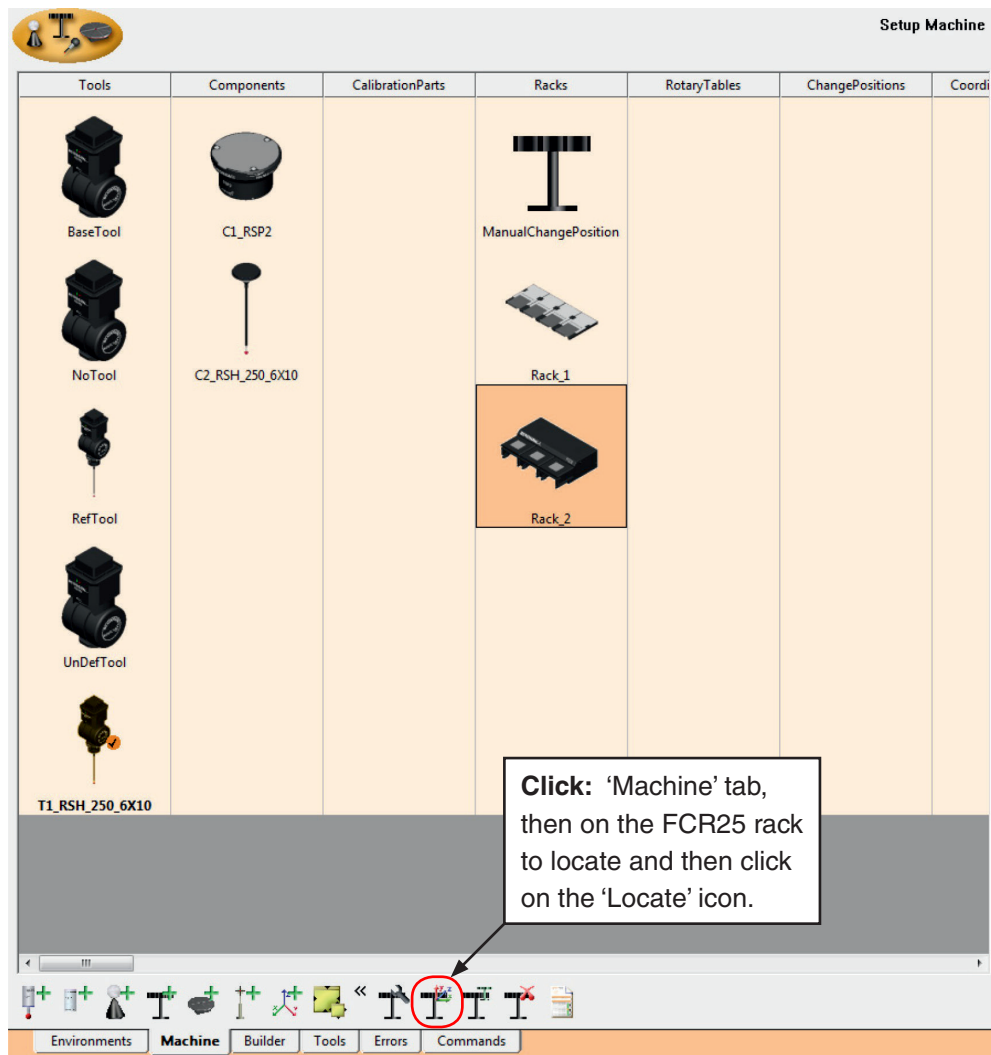 Setup Machine
Tools Components CalibrationParts Racks RotaryTables ChangePositions Coordi
BaseTool C1_RSP2 ManualChangePosition
NoTool C2_RSH_250_6X10 Rack_1
RefTool Rack_2
UnDefTool
T1_RSH_250_6X10
Click: ‘Machine’ tab,
then on the FCR25 rack
to locate and then click
on the ‘Locate’ icon.
Environments Machine Builder Tools Errors Commands